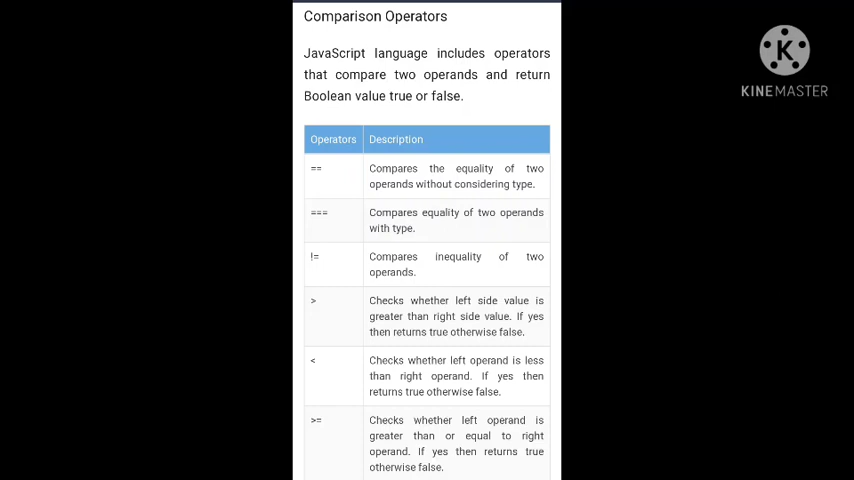 Comparison Operators
JavaScript language includes operators
that compare two operands and return
Boolean value true or false.
Operators Description
== Compares the equality of two
operands without considering type.
=== Compares equality of two operands
with type.
!= Compares inequality of two
operands.
> Checks whether left side value is
greater than right side value. If yes
then returns true otherwise false.
< Checks whether left operand is less
than right operand. If yes then
returns true otherwise false.
>= Checks whether left operand is
greater than or equal to right
operand. If yes then returns true
otherwise false.
K
KINEMASTER